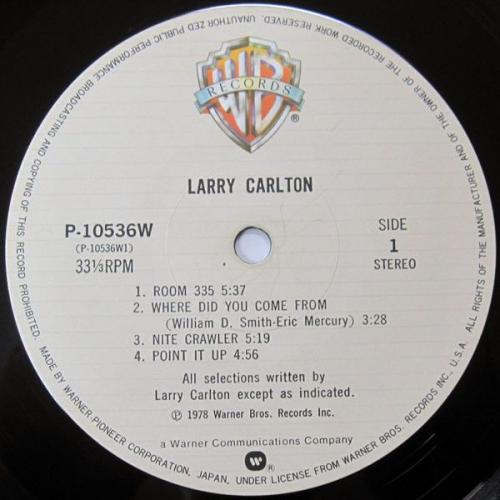 WB
RECORDS
®
LARRY CARLTON
P-10536W
(P-10536W1)
33⅓RPM
SIDE
1
STEREO
1. ROOM 335 5:37
2. WHERE DID YOU COME FROM
(William D. Smith-Eric Mercury) 3:28
3. NITE CRAWLER 5:19
4. POINT IT UP 4:56
All selections written by
Larry Carlton except as indicated.
Ⓟ 1978 Warner Bros. Records Inc.
a Warner Communications Company
®
MADE BY WARNER-PIONEER CORPORATION, JAPAN, UNDER LICENSE FROM WARNER BROS. RECORDS INC., U.S.A. ALL RIGHTS OF THE MANUFACTURER AND OF THE OWNER OF THE RECORDED WORK RESERVED. UNAUTHORIZED PUBLIC PERFORMANCE BROADCASTING AND COPYING OF THIS RECORD PROHIBITED.